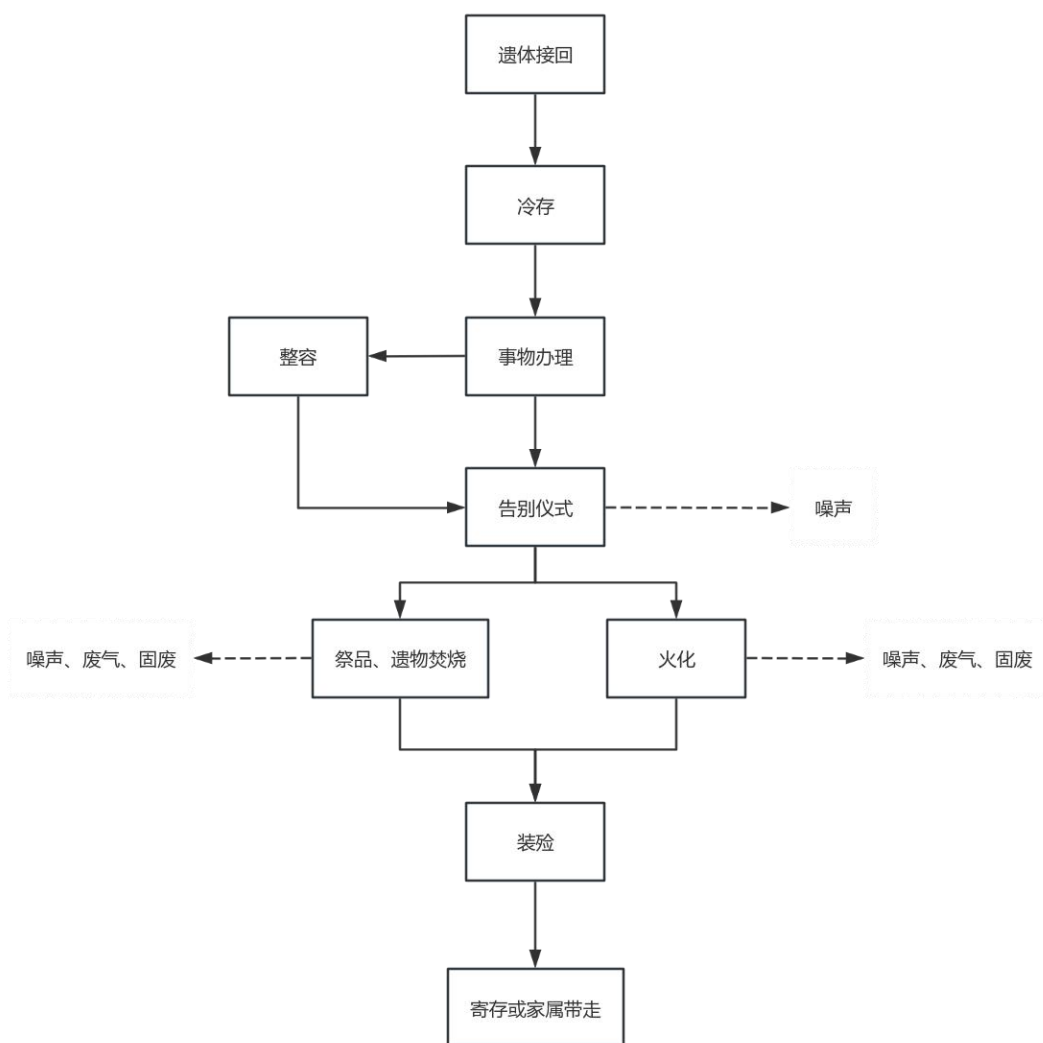 遗体接回
冷存
整容
事物办理
告别仪式
噪声
噪声、废气、固废
祭品、遗物焚烧
火化
噪声、废气、固废
装殓
寄存或家属带走